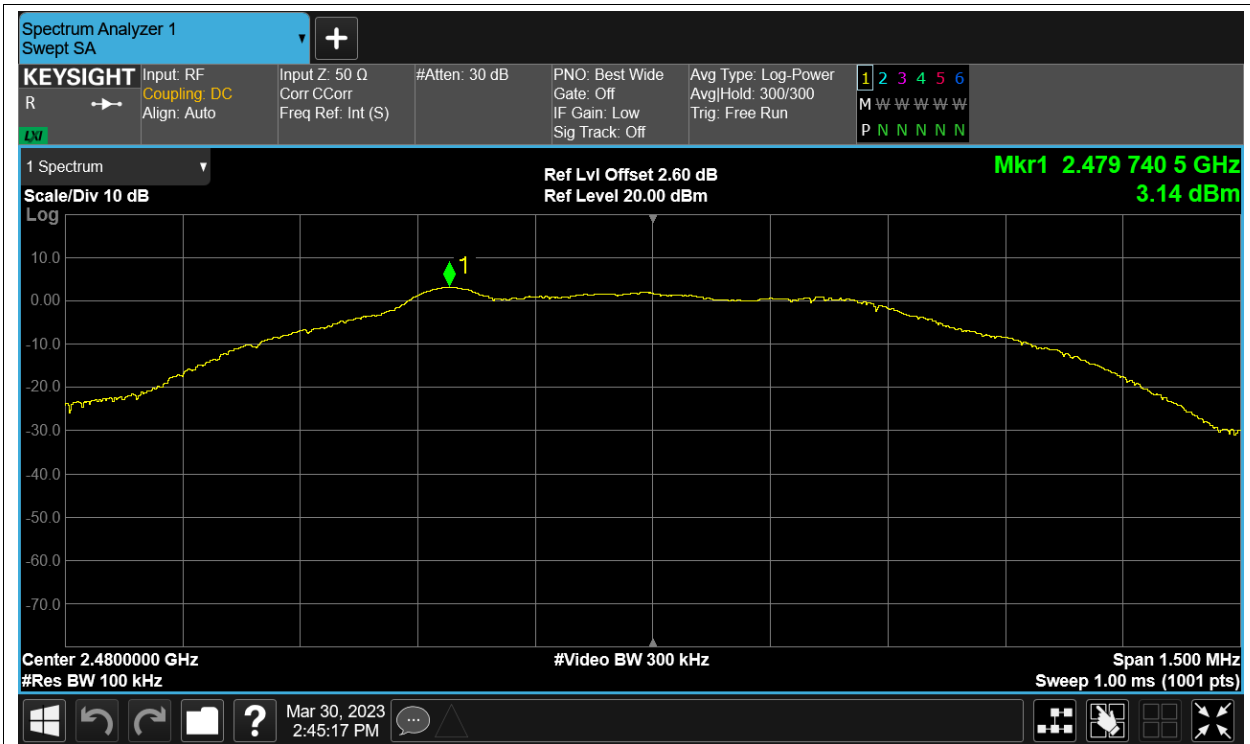 Spectrum Analyzer 1
Swept SA
KEYSIGHT
R
LXI
Input: RF
Coupling: DC
Align: Auto
Input Z: 50 Ω
Corr CCorr
Freq Ref: Int (S)
#Atten: 30 dB
PNO: Best Wide
Gate: Off
IF Gain: Low
Sig Track: Off
Avg Type: Log-Power
Avg|Hold: 300/300
Trig: Free Run
1 2 3 4 5 6
M W W W W W W
P N N N N N
1 Spectrum
Scale/Div 10 dB
Ref Lvl Offset 2.60 dB
Ref Level 20.00 dBm
Mkr1 2.479 740 5 GHz
3.14 dBm
Log
10.0
1
0.00
-10.0
-20.0
-30.0
-40.0
-50.0
-60.0
-70.0
Center 2.4800000 GHz
#Video BW 300 kHz
Span 1.500 MHz
#Res BW 100 kHz
Sweep 1.00 ms (1001 pts)
?
Mar 30, 2023
2:45:17 PM